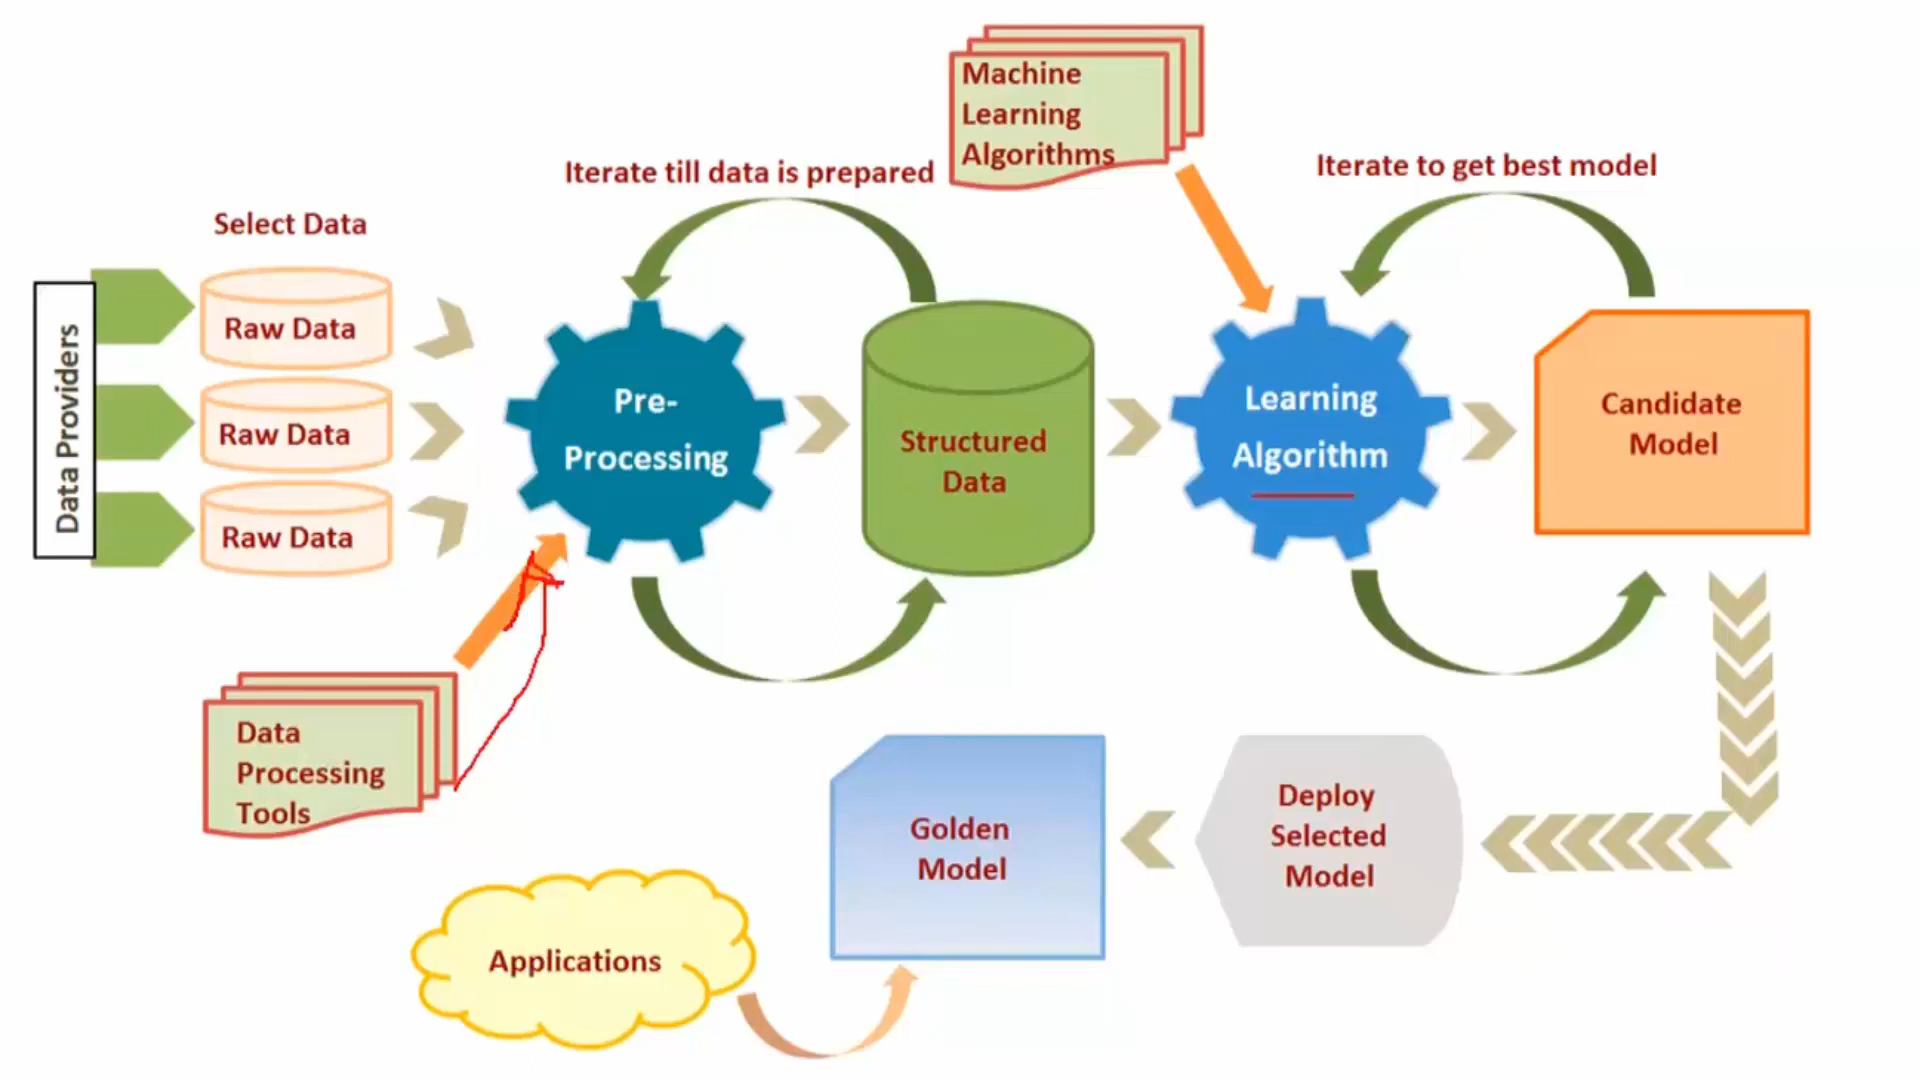 Machine
Learning
Algorithms
Iterate till data is prepared
Iterate to get best model
Select Data
Data Providers
Raw Data
Raw Data
Raw Data
Pre-
Processing
Structured
Data
Learning
Algorithm
Candidate
Model
Data
Processing
Tools
Golden
Model
Deploy
Selected
Model
Applications